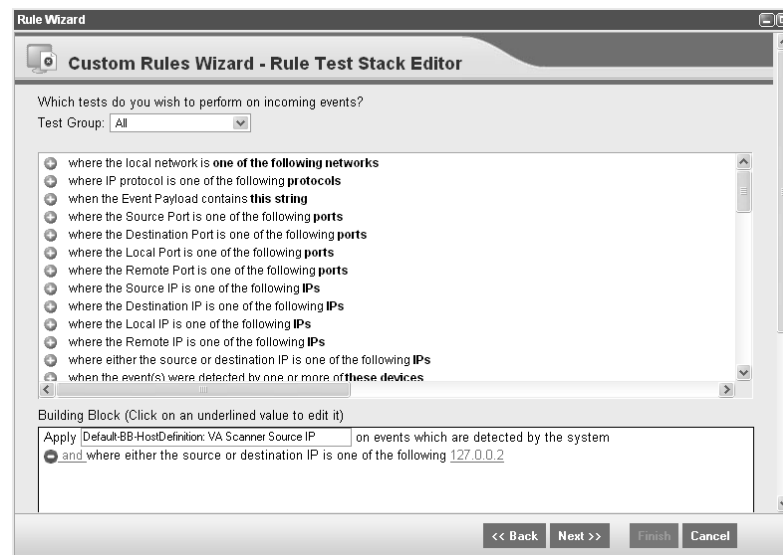 Rule Wizard
Custom Rules Wizard - Rule Test Stack Editor
Which tests do you wish to perform on incoming events?
Test Group: All
where the local network is one of the following networks
where IP protocol is one of the following protocols
when the Event Payload contains this string
where the Source Port is one of the following ports
where the Destination Port is one of the following ports
where the Local Port is one of the following ports
where the Remote Port is one of the following ports
where the Source IP is one of the following IPs
where the Destination IP is one of the following IPs
where the Local IP is one of the following IPs
where the Remote IP is one of the following IPs
where either the source or destination IP is one of the following IPs
when the event(s) were detected by one or more of these devices
Building Block (Click on an underlined value to edit it)
Apply Default-BB-HostDefinition: VA Scanner Source IP on events which are detected by the system
and where either the source or destination IP is one of the following 127.0.0.2
<< Back Next >> Finish Cancel